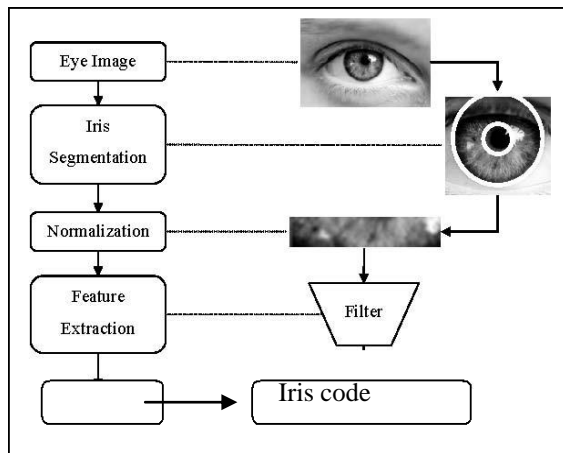 Eye Image
Iris
Segmentation
Normalization
Feature
Extraction
Filter
Iris code